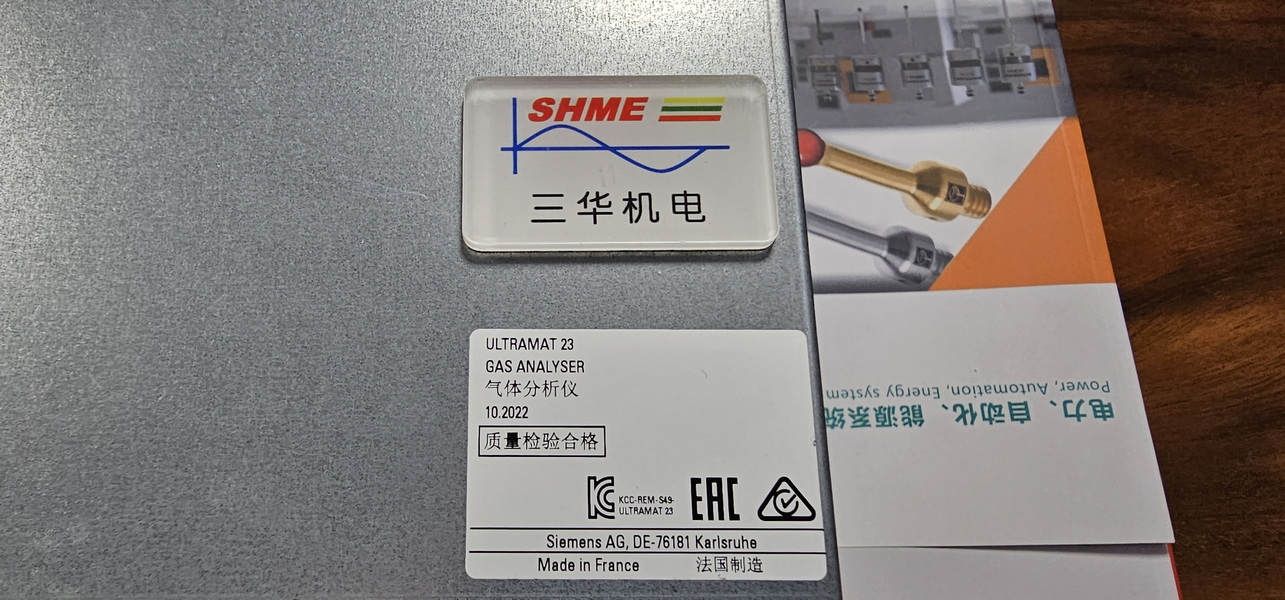 SHME
三华机电
ULTRAMAT 23
GAS ANALYSER
气体分析仪
10.2022
质量检验合格
KCC-REM-S49-
ULTRAMAT 23
EAC
Siemens AG, DE-76181 Karlsruhe
Made in France 法国制造
电力、自动化、能源系统
Power, Automation, Energy system